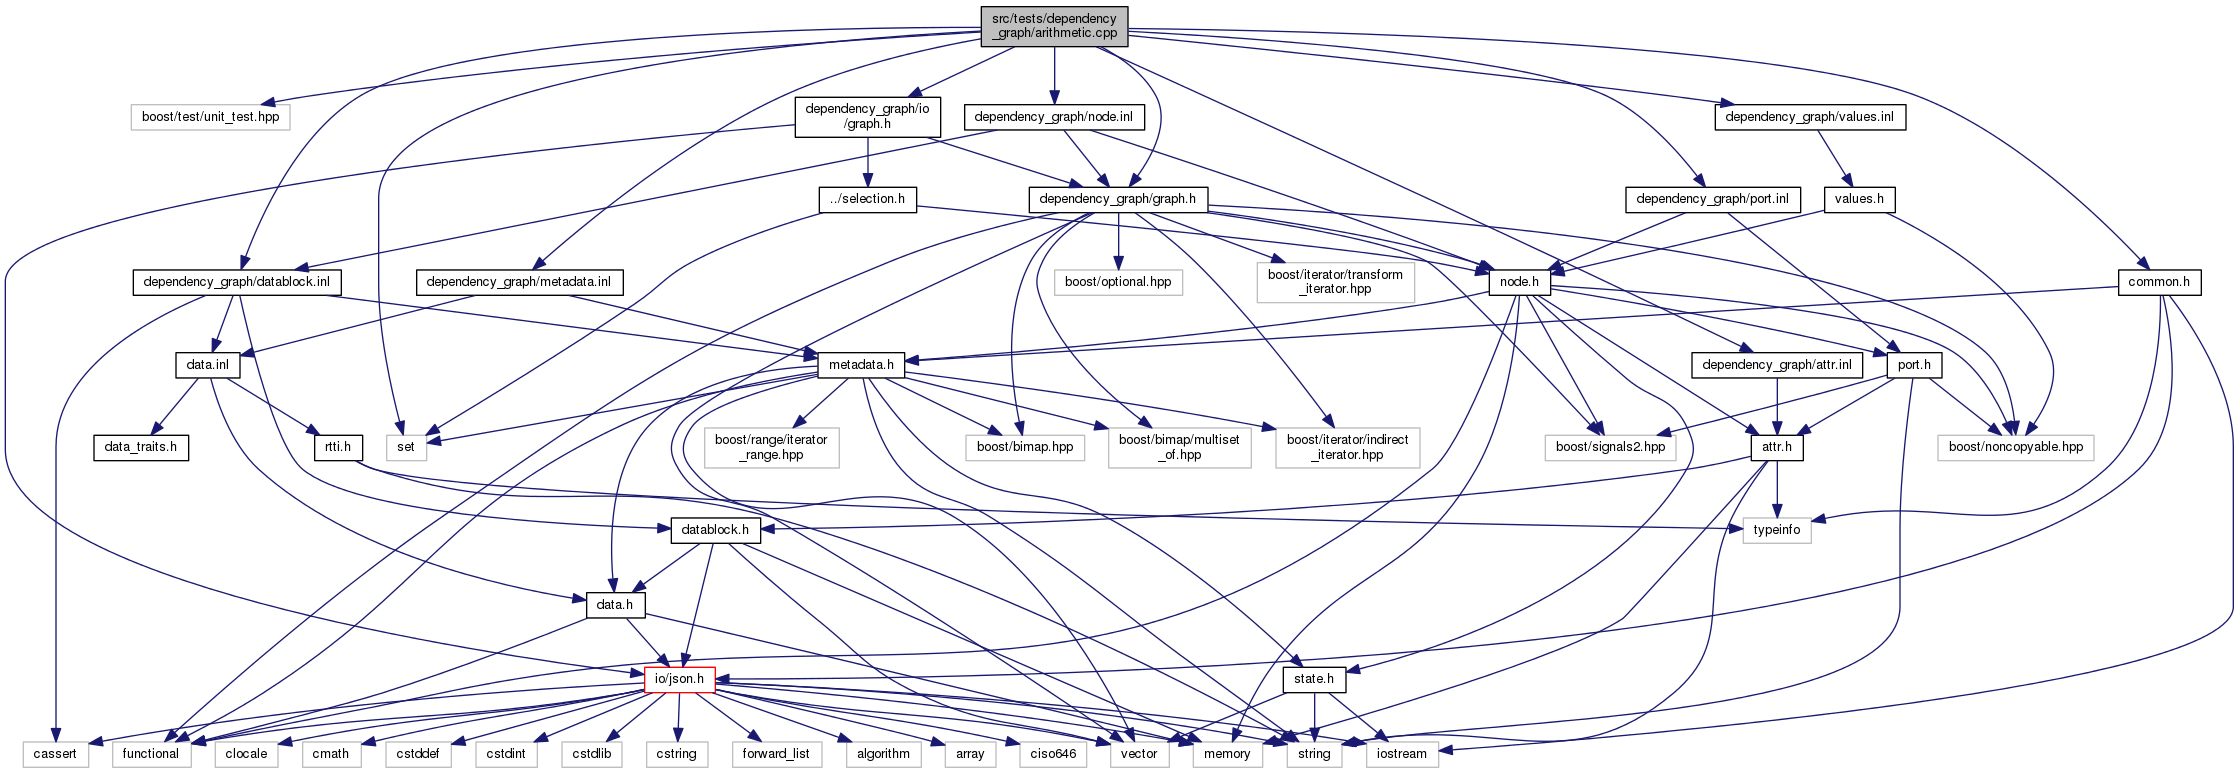 src/tests/dependency
_graph/arithmetic.cpp
boost/test/unit_test.hpp
dependency_graph/io
/graph.h
dependency_graph/node.inl
dependency_graph/values.inl
../selection.h
dependency_graph/graph.h
dependency_graph/port.inl
values.h
dependency_graph/datablock.inl
dependency_graph/metadata.inl
boost/optional.hpp
boost/iterator/transform
_iterator.hpp
node.h
common.h
data.inl
metadata.h
dependency_graph/attr.inl
port.h
data_traits.h
rtti.h
set
boost/range/iterator
_range.hpp
boost/bimap.hpp
boost/bimap/multiset
_of.hpp
boost/iterator/indirect
_iterator.hpp
boost/signals2.hpp
attr.h
boost/noncopyable.hpp
datablock.h
typeinfo
data.h
io/json.h
state.h
cassert
functional
clocale
cmath
cstddef
cstdint
cstdlib
cstring
forward_list
algorithm
array
ciso646
vector
memory
string
iostream